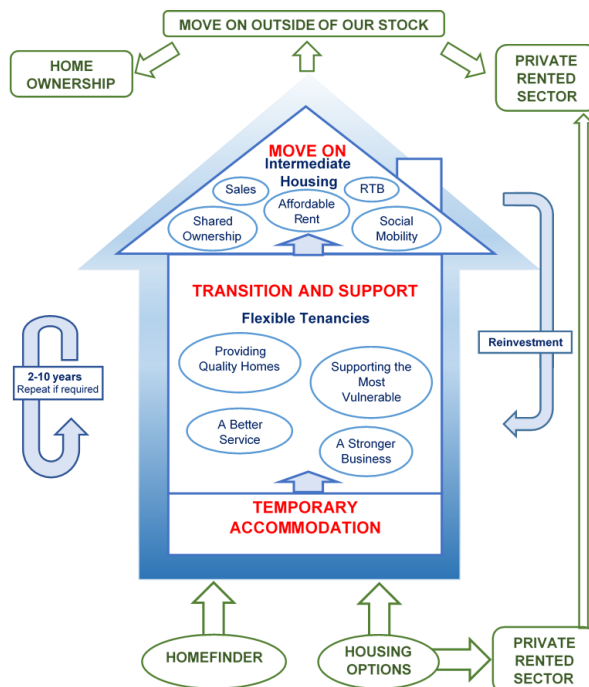 MOVE ON OUTSIDE OF OUR STOCK
HOME
OWNERSHIP
PRIVATE
RENTED
SECTOR
MOVE ON
Intermediate
Housing
Sales
RTB
Affordable
Rent
Shared
Ownership
Social
Mobility
TRANSITION AND SUPPORT
Flexible Tenancies
Providing
Quality Homes
Supporting the
Most
Vulnerable
A Better
Service
A Stronger
Business
2-10 years
Repeat if required
Reinvestment
TEMPORARY
ACCOMMODATION
HOMEFINDER
HOUSING
OPTIONS
PRIVATE
RENTED
SECTOR